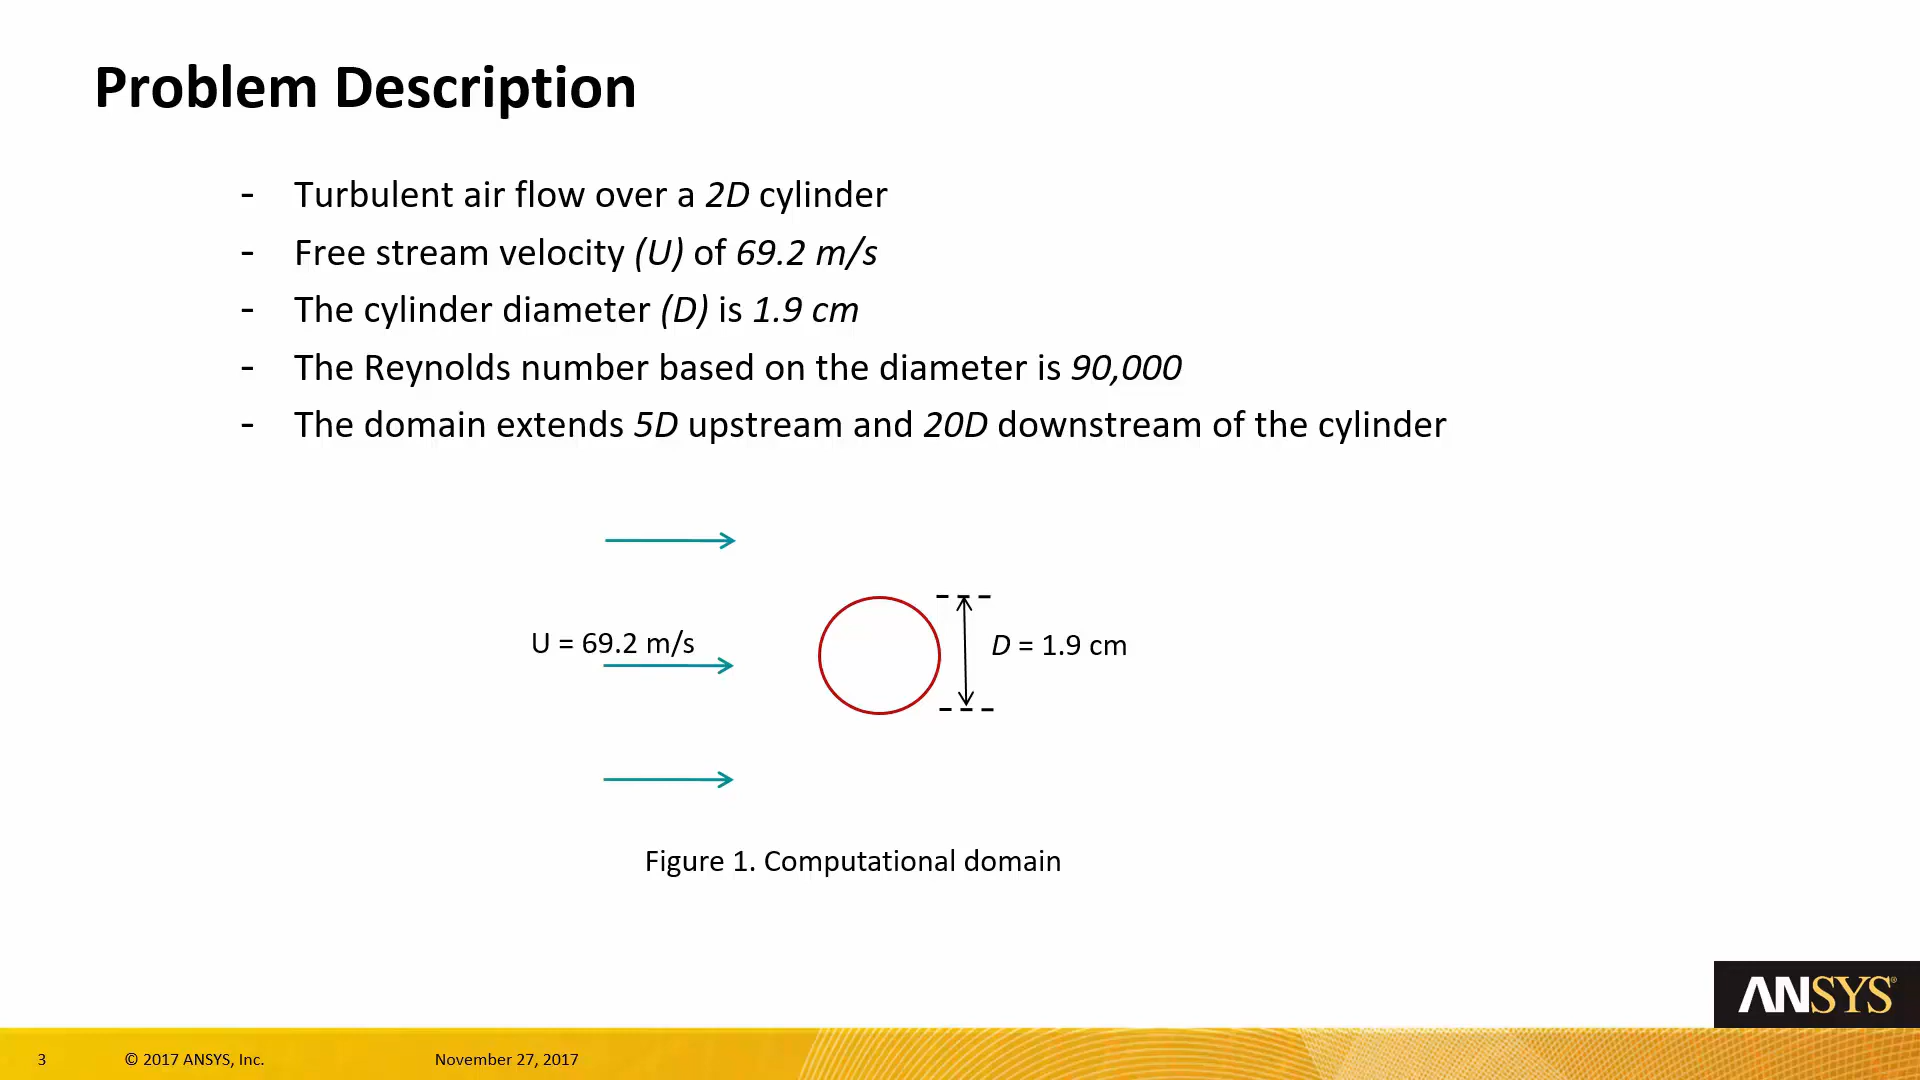 Problem Description
- Turbulent air flow over a 2D cylinder
- Free stream velocity (U) of 69.2 m/s
- The cylinder diameter (D) is 1.9 cm
- The Reynolds number based on the diameter is 90,000
- The domain extends 5D upstream and 20D downstream of the cylinder
U = 69.2 m/s
D = 1.9 cm
Figure 1. Computational domain
ANSYS®
3 © 2017 ANSYS, Inc. November 27, 2017